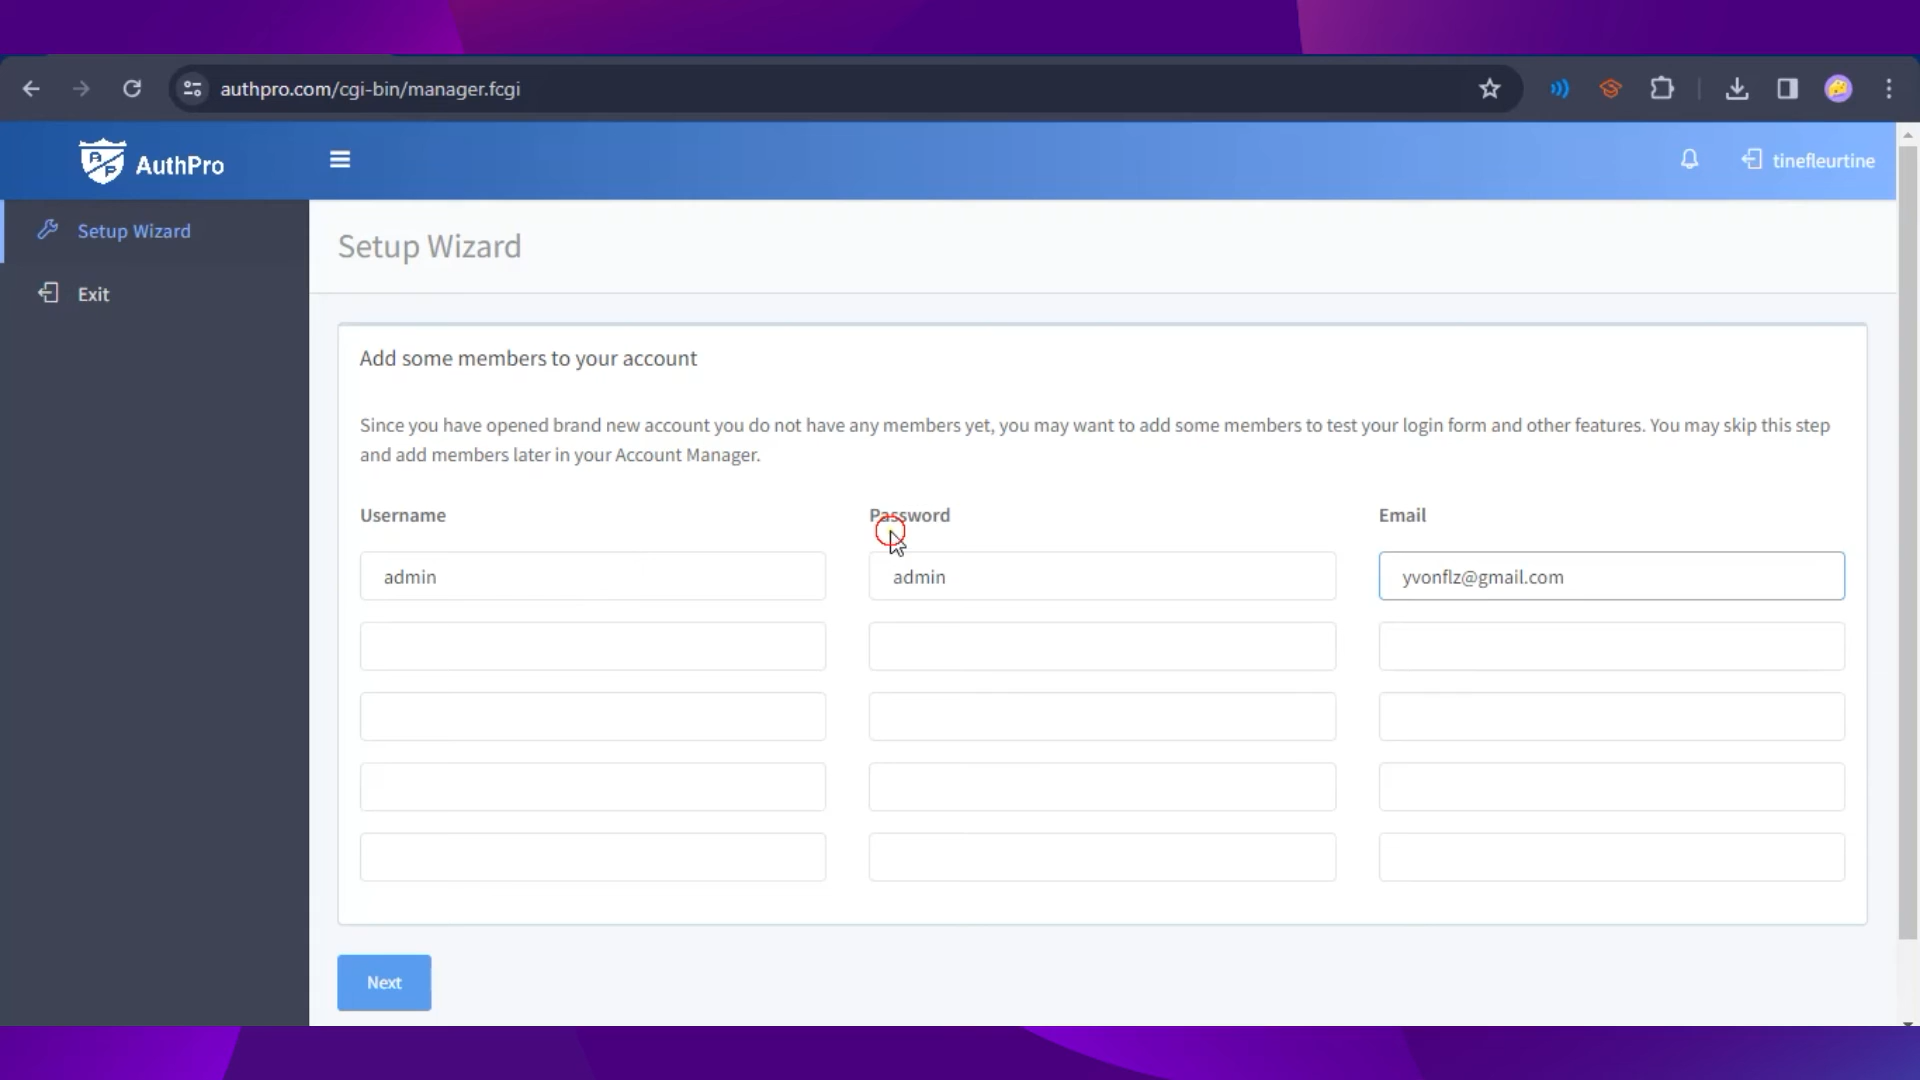 authpro.com/cgi-bin/manager.fcgi
AuthPro
tinefleurtine
Setup Wizard
Exit
Setup Wizard
Add some members to your account
Since you have opened brand new account you do not have any members yet, you may want to add some members to test your login form and other features. You may skip this step
and add members later in your Account Manager.
Username Password Email
admin admin yvonflz@gmail.com
Next